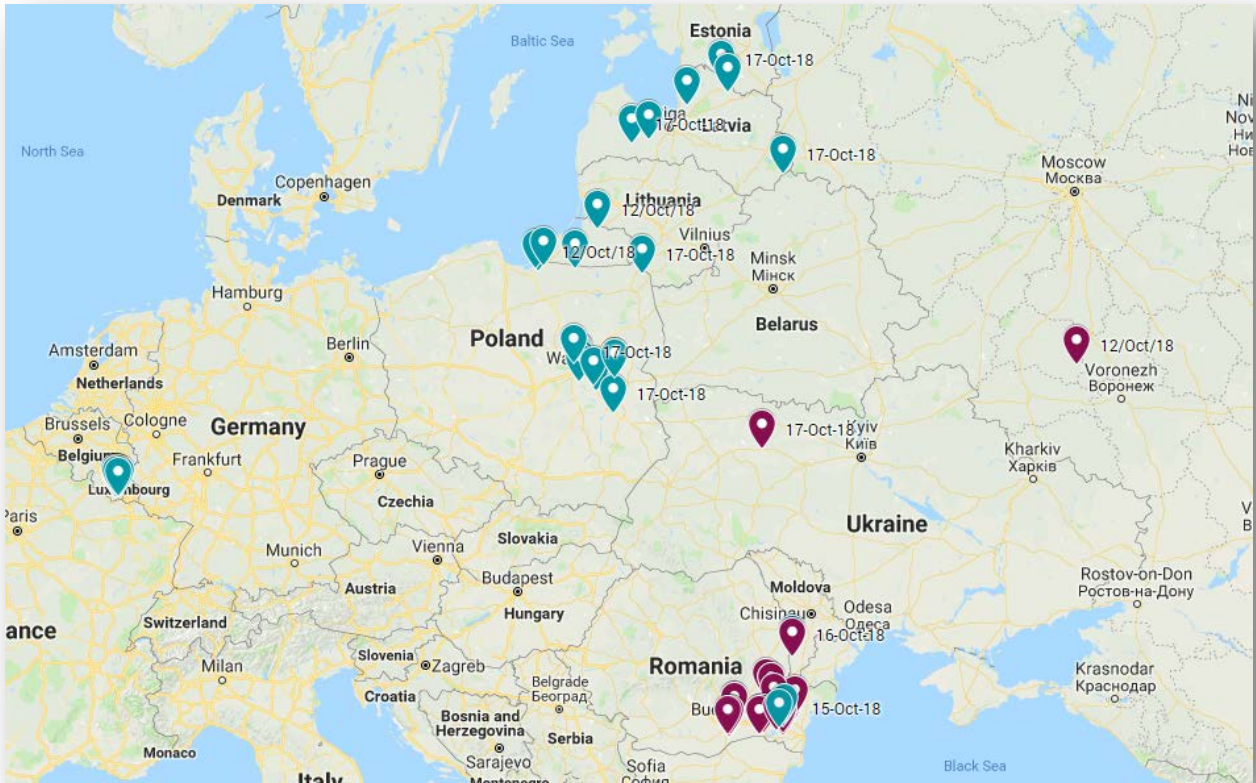 Estonia
Baltic Sea
17-Oct-18
17-Oct-18
Latvia
17-Oct-18
North Sea
Moscow
Москва
Copenhagen
Denmark
Lithuania
12/Oct/18
Vilnius
12/Oct/18
17-Oct-18
Minsk
Мінск
Hamburg
Belarus
Poland
Berlin
Amsterdam
Netherlands
17-Oct-18
12/Oct/18
Voronezh
Воронеж
17-Oct-18
Brussels
Cologne
Germany
17-Oct-18
Kyiv
Київ
Kharkiv
Харків
Frankfurt
Prague
Czechia
Luxembourg
Paris
Ukraine
Slovakia
Munich
Vienna
Budapest
Austria
Hungary
Moldova
Chisinau
Rostov-on-Don
Ростов-на-Дону
Odesa
Одеса
Switzerland
ance
16-Oct-18
Slovenia
Zagreb
Milan
Romania
Krasnodar
Краснодар
Belgrade
Београд
Croatia
15-Oct-18
Bosnia and
Herzegovina
Serbia
Monaco
Sarajevo
Sofia
София
Black Sea
Italy
Montenegro